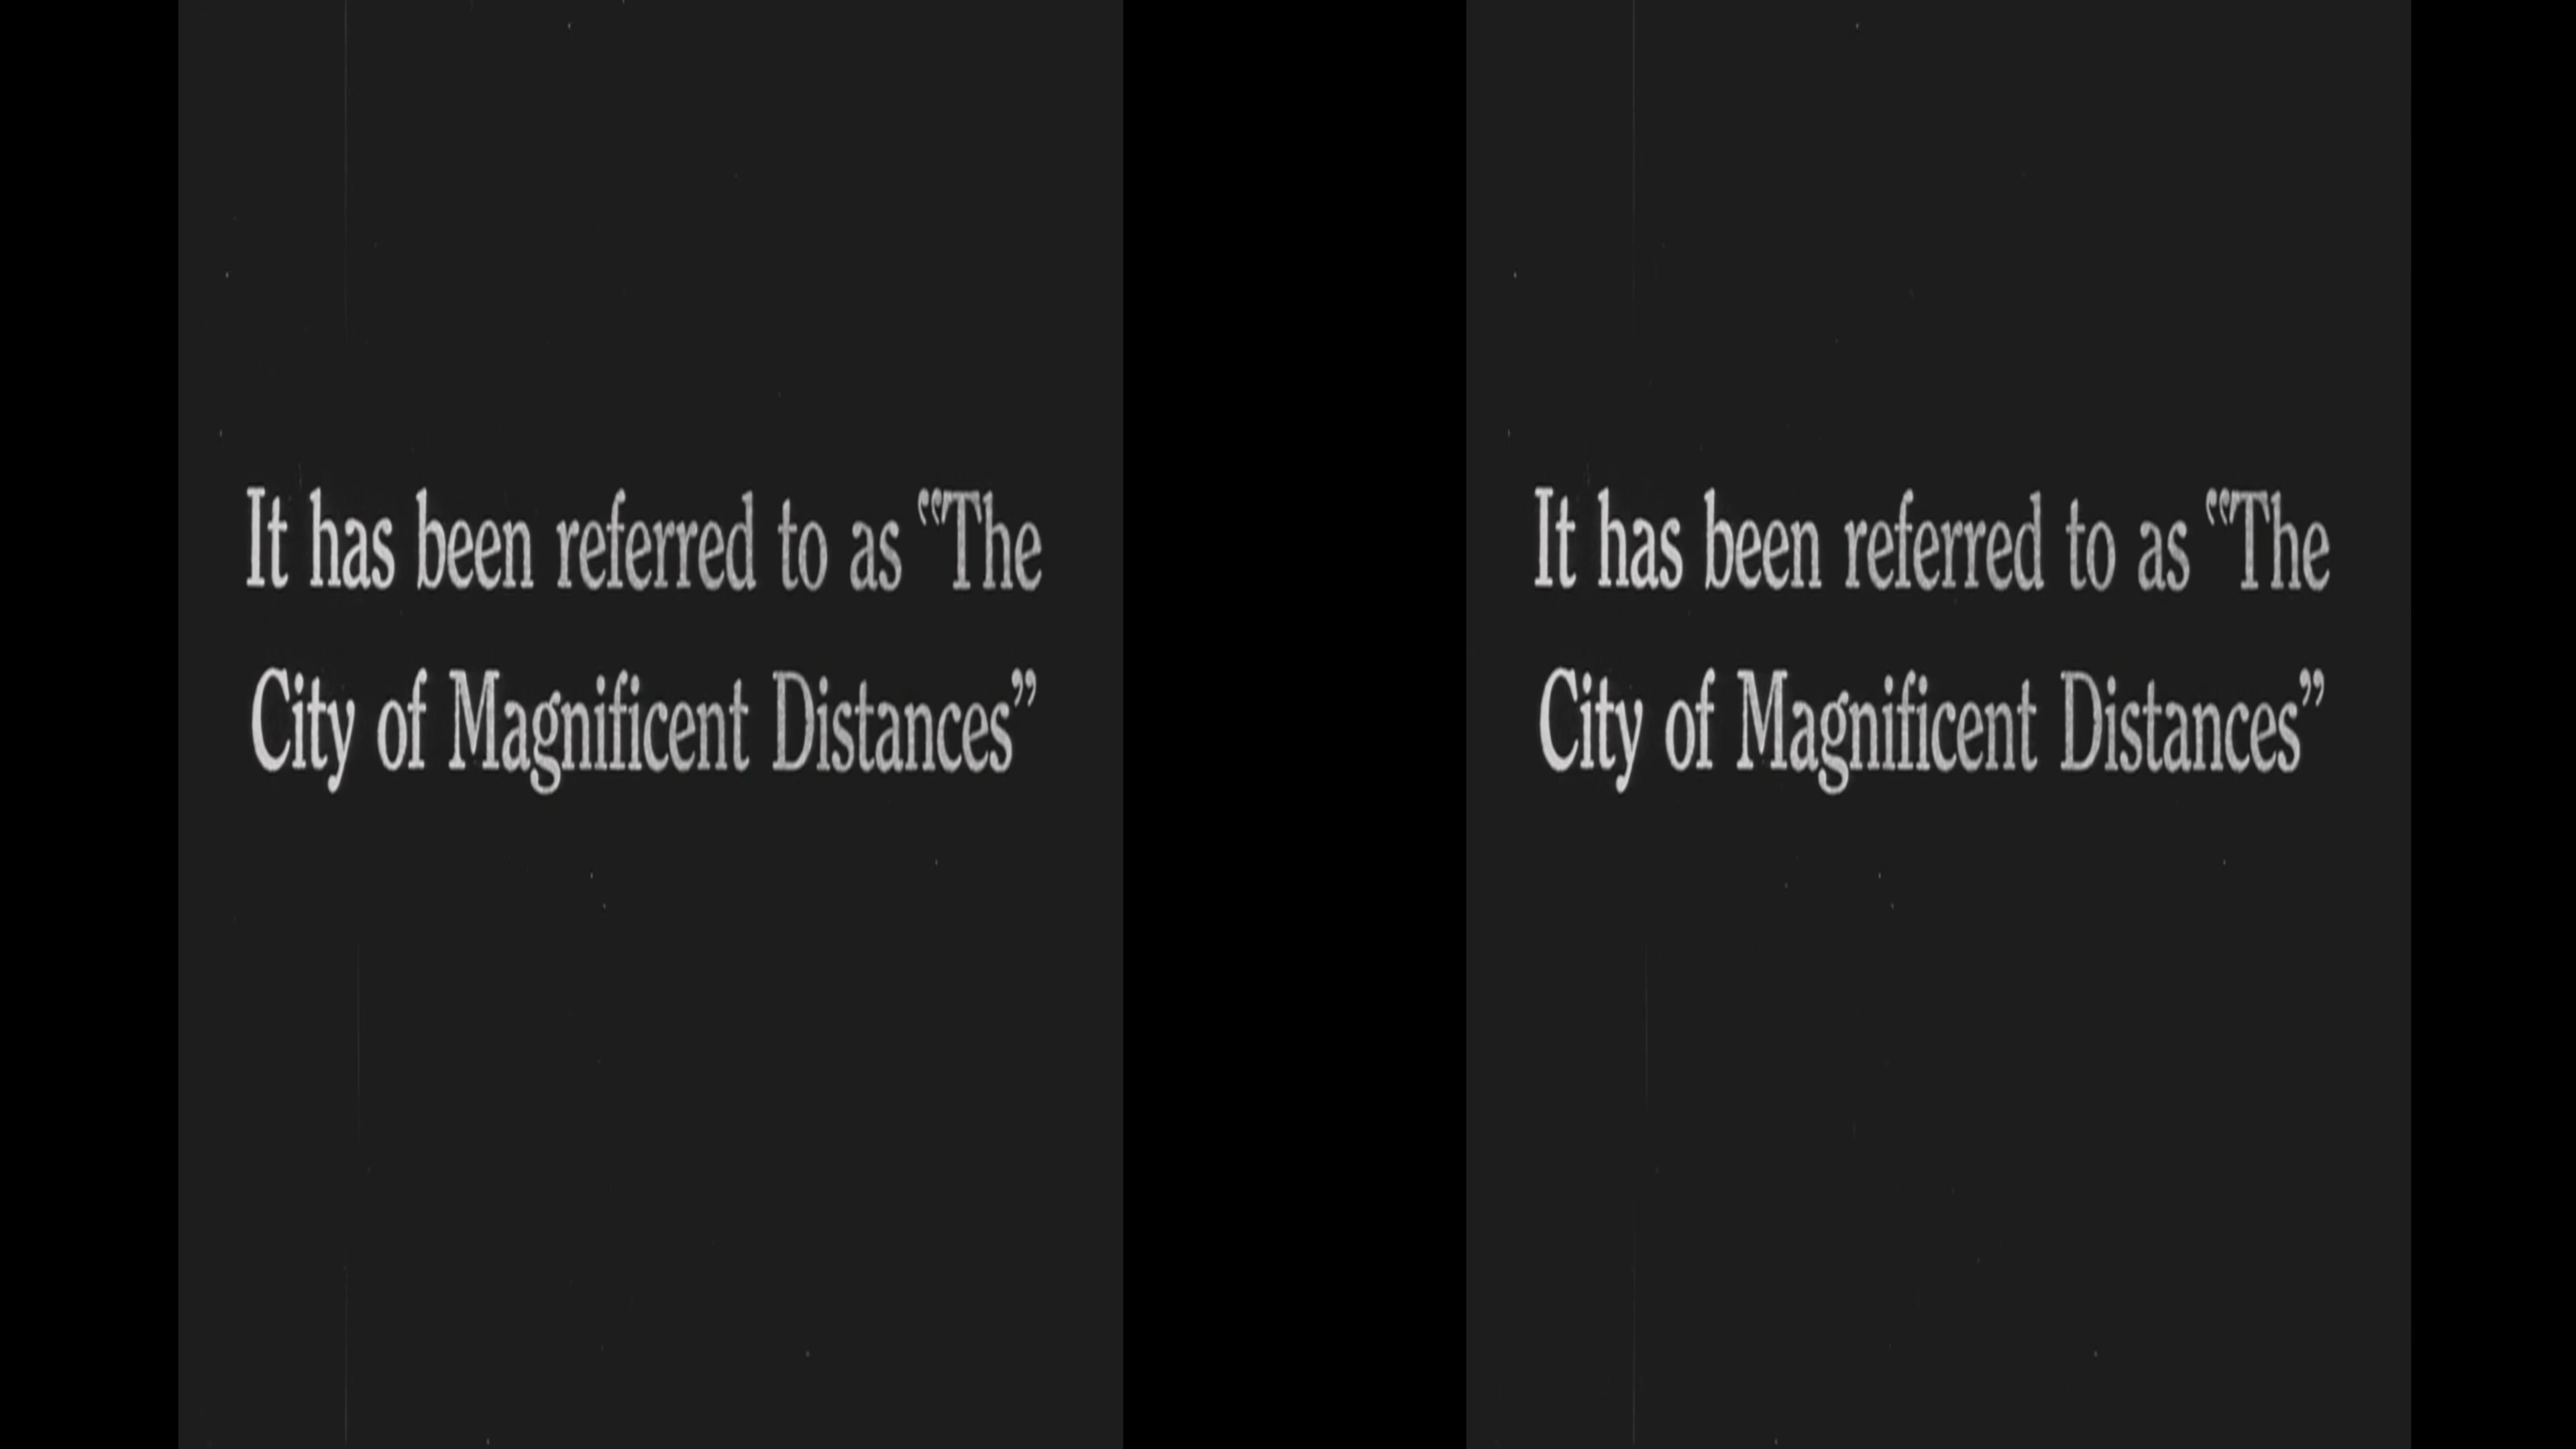 It has been referred to as “The
City of Magnificent Distances”
It has been referred to as “The
City of Magnificent Distances”